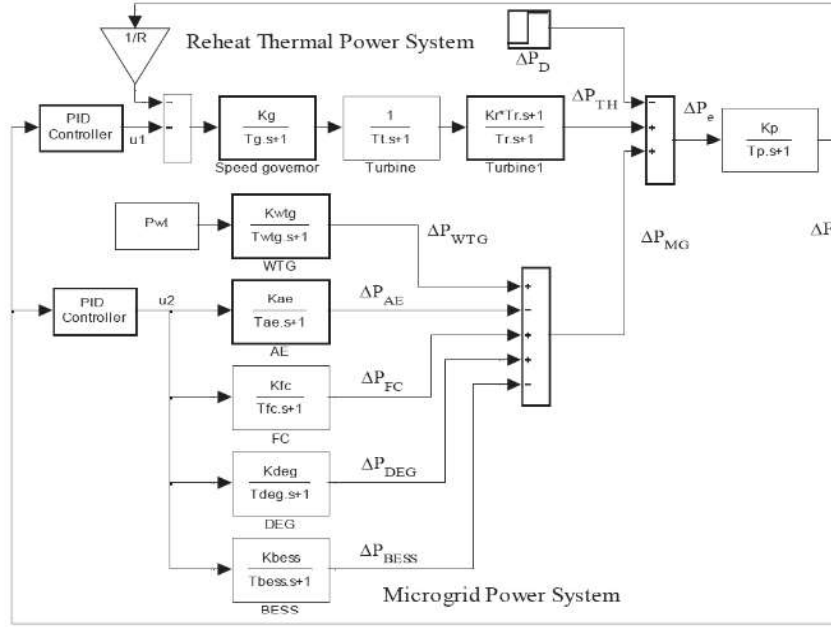 1/R
Reheat Thermal Power System
ΔP_D
PID
Controller
u1
-
-
Kg
Tg.s+1
Speed governor
1
Tt.s+1
Turbine
Kr*Tr.s+1
Tr.s+1
Turbine1
ΔP_TH
-
+
+
ΔP_e
Kp
Tp.s+1
Pwt
Kwtg
Twtg.s+1
WTG
ΔP_WTG
ΔP_MG
ΔF
PID
Controller
u2
Kae
Tae.s+1
AE
ΔP_AE
+
-
+
+
-
Kfc
Tfc.s+1
FC
ΔP_FC
Kdeg
Tdeg.s+1
DEG
ΔP_DEG
Kbess
Tbess.s+1
BESS
ΔP_BESS
Microgrid Power System